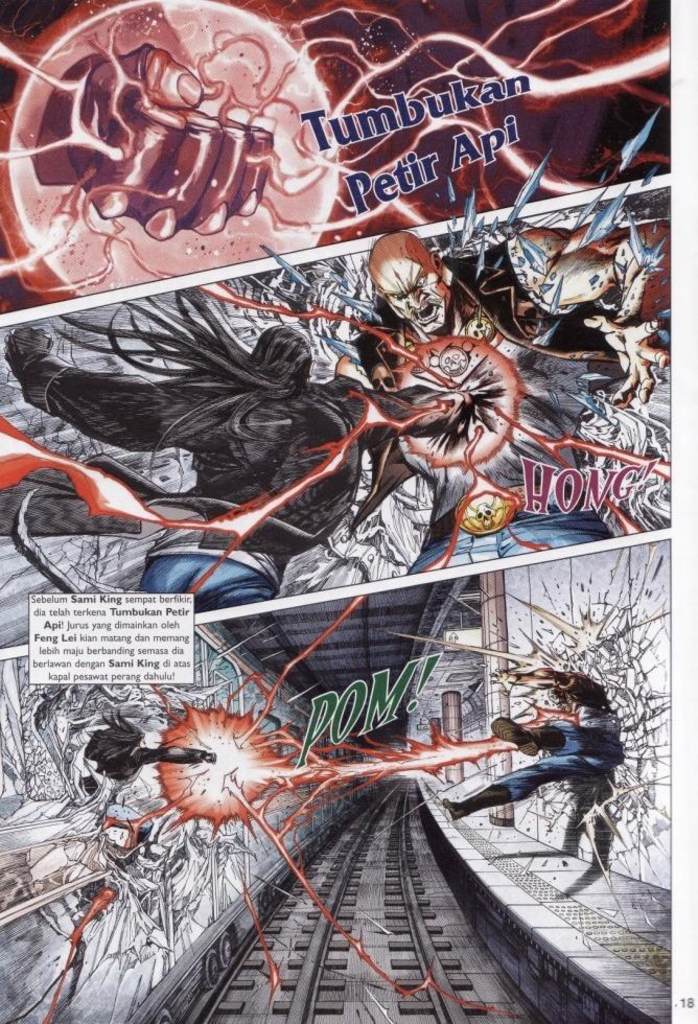 Tumbukan
Petir Api
HONG!
Sebelum Sami King sempat berfikir,
dia telah terkena Tumbukan Petir
Api! Jurus yang dimainkan oleh
Feng Lei kian matang dan memang
lebih maju berbanding semasa dia
berlawan dengan Sami King di atas
kapal pesawat perang dahulu!
POM!
18